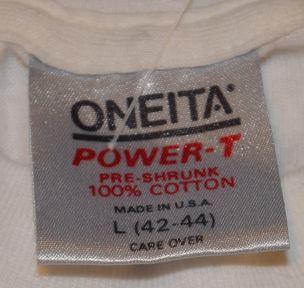 ONEITA
POWER-T
PRE-SHRUNK
100% COTTON
MADE IN U.S.A.
L (42-44)
CARE OVER